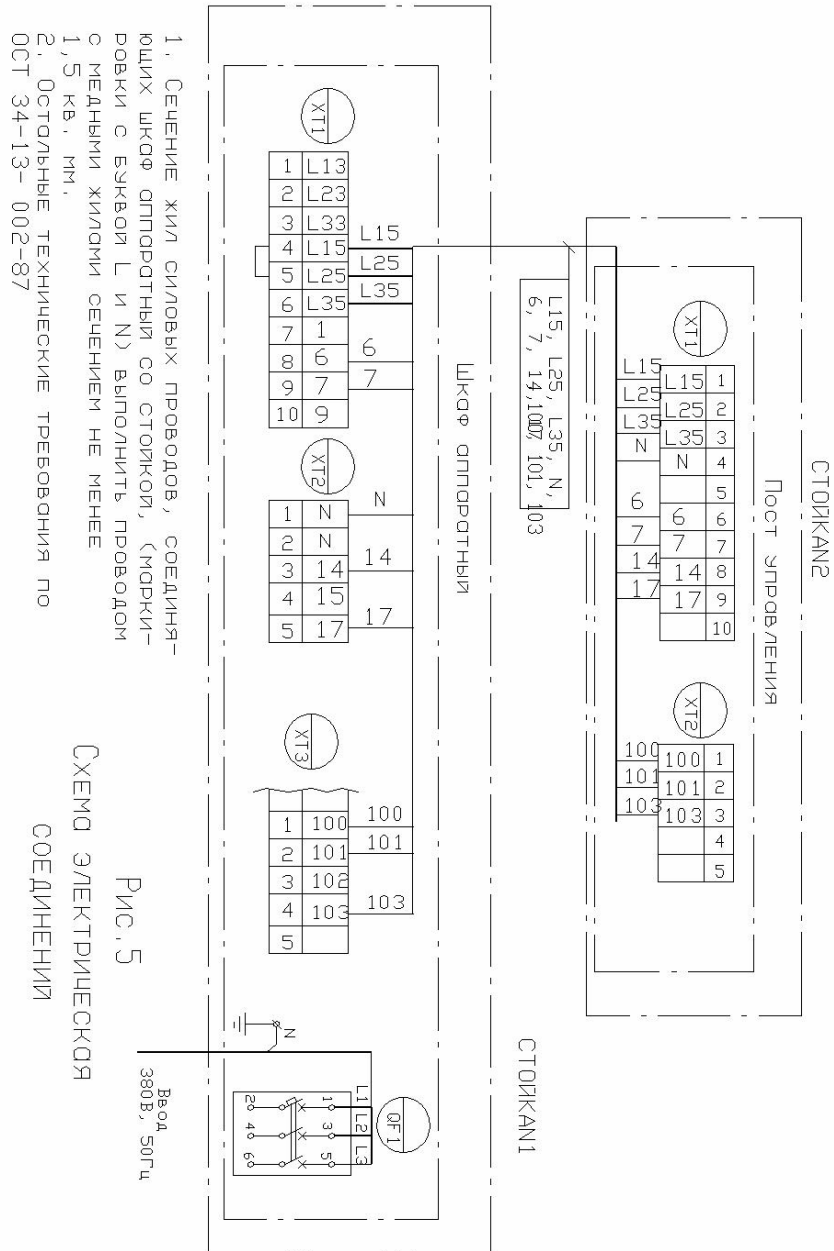 СТОЙКАN2
Пост управления
XT1
L15 L15 1
L25 L25 2
L35 L35 3
N N 4
5
6 6 6
7 7 7
14 14 8
17 17 9
10
XT2
100 100 1
101 101 2
103 103 3
4
5
L15, L25, L35, N,
6, 7, 14, 101, 103
СТОЙКАN1
Шкаф аппаратный
XT1
1 L13
2 L23
3 L33
4 L15 L15
5 L25 L25
6 L35 L35
7 1
8 6 6
9 7 7
10 9
XT2
1 N N
2 N
3 14 14
4 15
5 17 17
XT3
1 100 100
2 101 101
3 102
4 103 103
5
N
QF1
L1 L2 L3
1 3 5
2 4 6
Ввод
380В, 50Гц
1. Сечение жил силовых проводов, соединя-
ющих шкаф аппаратный со стойкой, (марки-
ровки с буквой L и N) выполнить проводом
с медными жилами сечением не менее
1,5 кв. мм.
2. Остальные технические требования по
ОСТ 34-13- 002-87
Рис.5
Схема электрическая
соединений